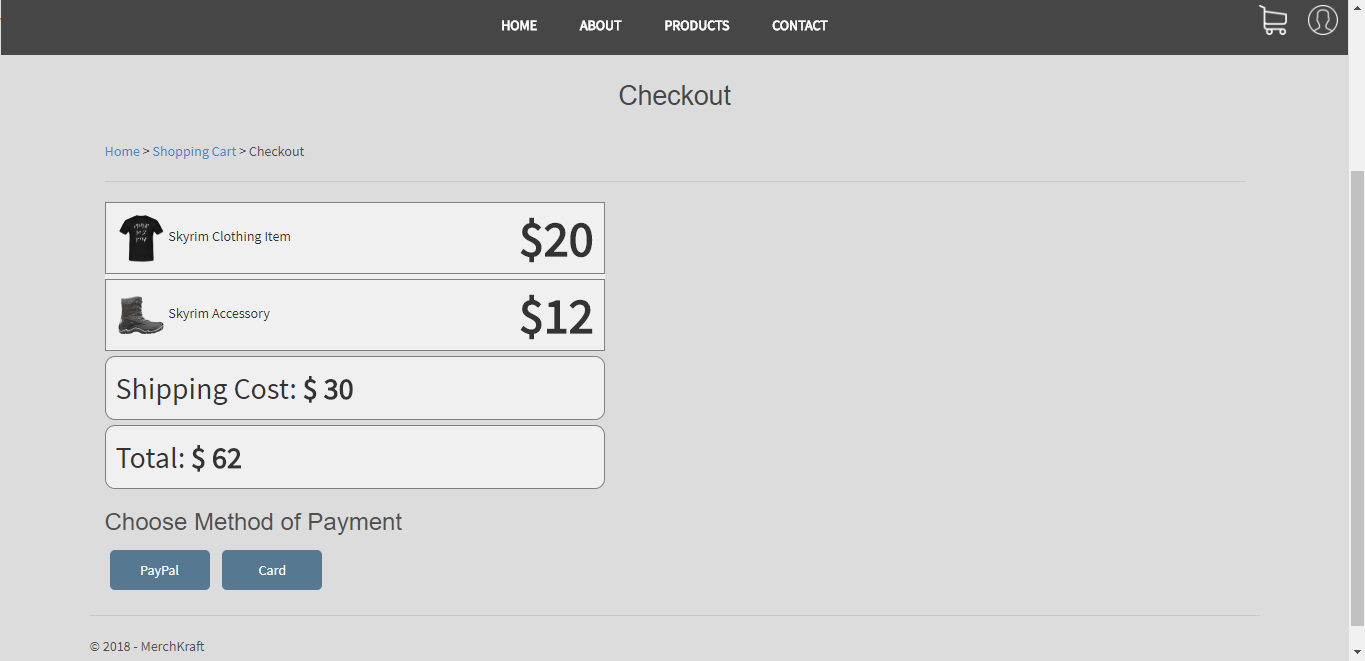 HOME ABOUT PRODUCTS CONTACT
Checkout
Home > Shopping Cart > Checkout
Skyrim Clothing Item $20
Skyrim Accessory $12
Shipping Cost: $ 30
Total: $ 62
Choose Method of Payment
PayPal Card
© 2018 - MerchKraft